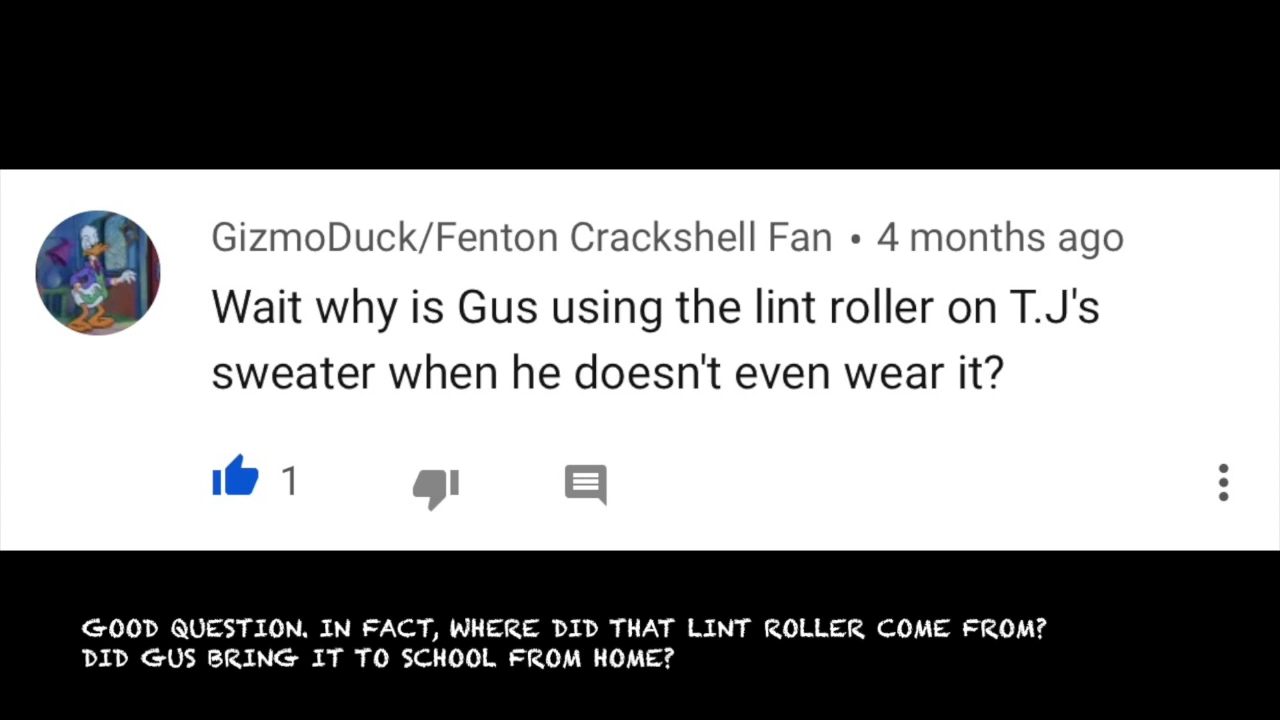 GizmoDuck/Fenton Crackshell Fan • 4 months ago
Wait why is Gus using the lint roller on T.J's
sweater when he doesn't even wear it?
1
GOOD QUESTION. IN FACT, WHERE DID THAT LINT ROLLER COME FROM?
DID GUS BRING IT TO SCHOOL FROM HOME?